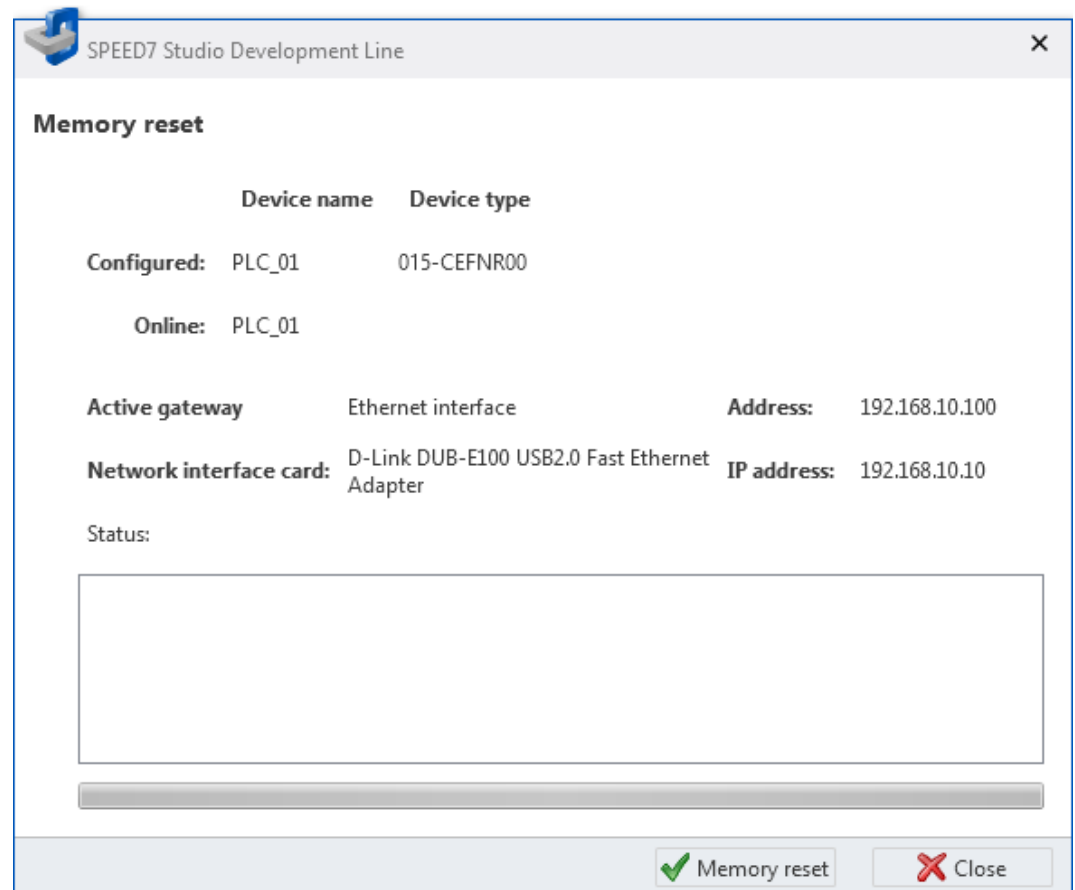 SPEED7 Studio Development Line
Memory reset
Device name Device type
Configured: PLC_01 015-CEFNR00
Online: PLC_01
Active gateway Ethernet interface Address: 192.168.10.100
Network interface card: D-Link DUB-E100 USB2.0 Fast Ethernet Adapter IP address: 192.168.10.10
Status:
Memory reset Close